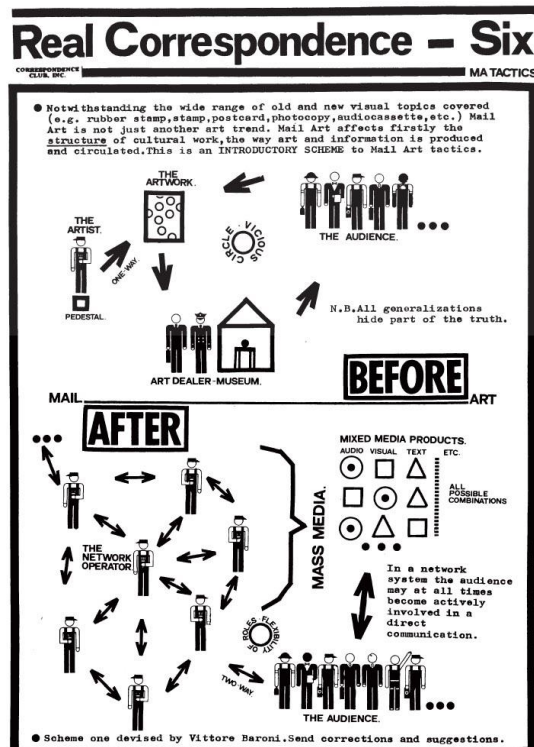 Real Correspondence – Six
CORRESPONDENCE
CLUB, INC.
MA TACTICS
● Notwithstanding the wide range of old and new visual topics covered
(e.g. rubber stamp,stamp,postcard,photocopy,audiocassette,etc.) Mail
Art is not just another art trend. Mail Art affects firstly the
structure of cultural work,the way art and information is produced
and circulated.This is an INTRODUCTORY SCHEME to Mail Art tactics.
THE
ARTWORK.
THE
ARTIST.
ONE-WAY.
PEDESTAL.
VICIOUS CIRCLE
THE AUDIENCE.
N.B.All generalizations
hide part of the truth.
ART DEALER-MUSEUM.
BEFORE
MAIL
ART
AFTER
THE
NETWORK
OPERATOR
MASS MEDIA.
MIXED MEDIA PRODUCTS.
AUDIO VISUAL TEXT ETC.
ALL
POSSIBLE
COMBINATIONS
In a network
system the audience
may at all times
become actively
involved in a
direct
communication.
FLEXIBILITY OF ROLES
TWO WAY.
THE AUDIENCE.
● Scheme one devised by Vittore Baroni.Send corrections and suggestions.